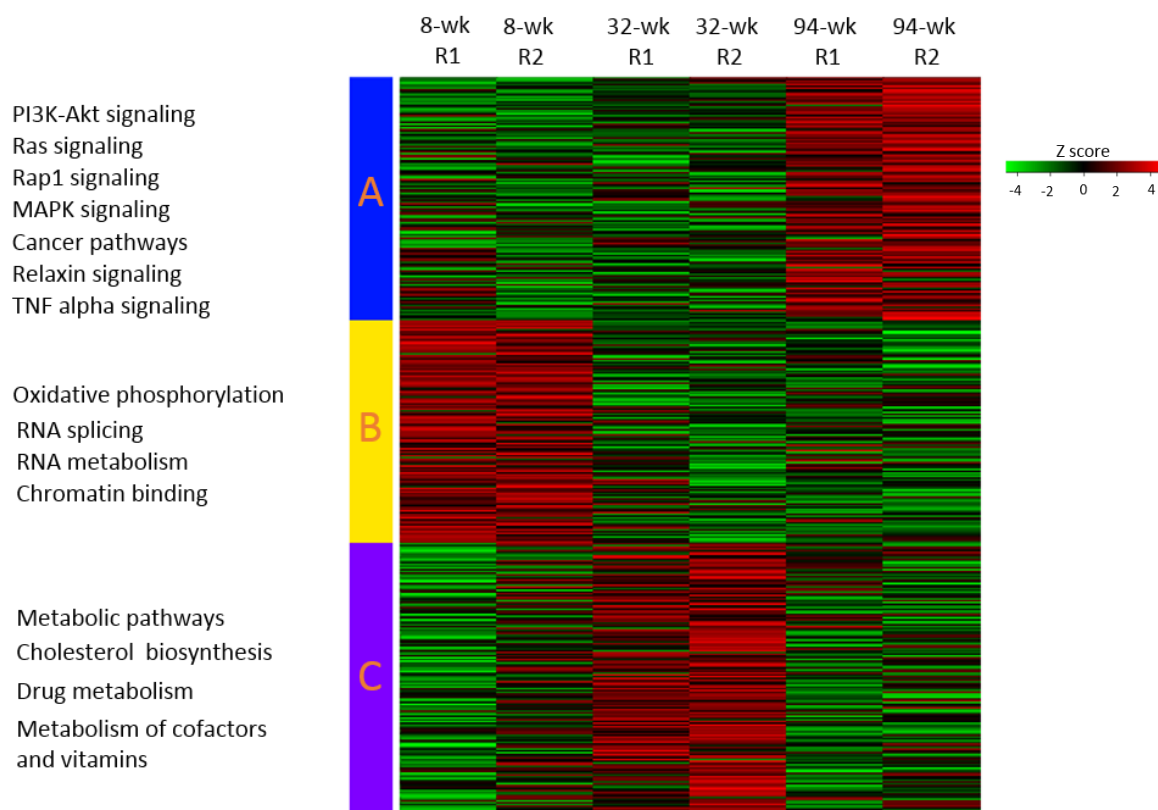 8-wk 8-wk 32-wk 32-wk 94-wk 94-wk
R1 R2 R1 R2 R1 R2
PI3K-Akt signaling
Ras signaling
Rap1 signaling
MAPK signaling
Cancer pathways
Relaxin signaling
TNF alpha signaling
A
Z score
-4 -2 0 2 4
Oxidative phosphorylation
RNA splicing
RNA metabolism
Chromatin binding
B
Metabolic pathways
Cholesterol biosynthesis
Drug metabolism
Metabolism of cofactors
and vitamins
C